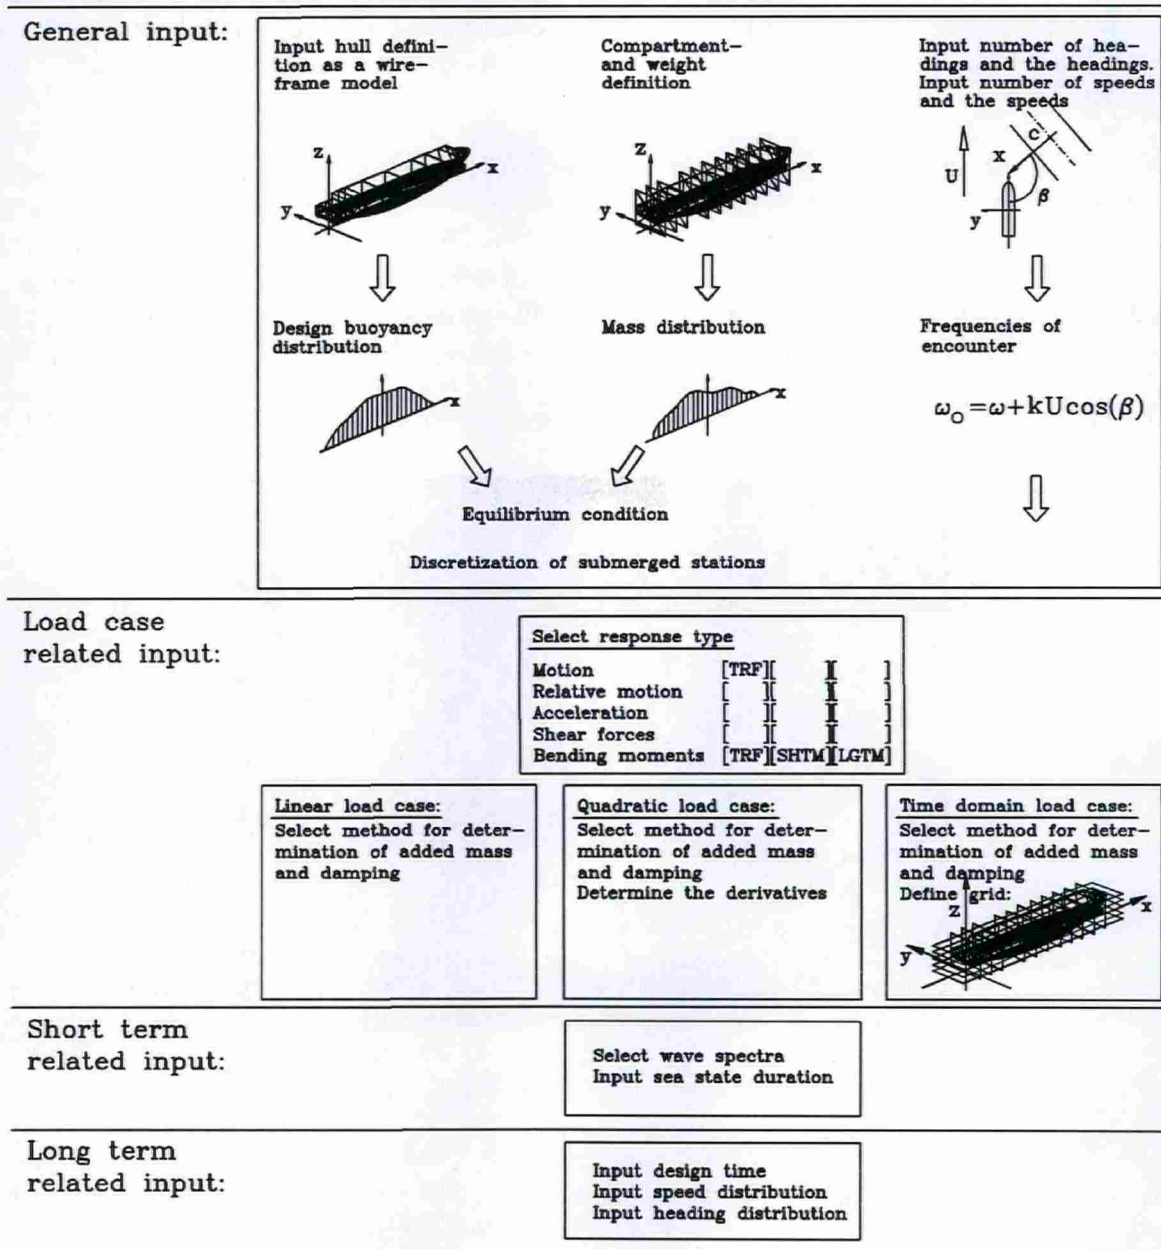 General input:
Input hull defini-
tion as a wire-
frame model
z
x
y
Design buoyancy
distribution
x
Compartment-
and weight
definition
z
x
y
Mass distribution
x
Input number of hea-
dings and the headings.
Input number of speeds
and the speeds
c
x
U
β
y
Frequencies of
encounter
ω_o=ω+kUcos(β)
Equilibrium condition
Discretization of submerged stations
Load case
related input:
Select response type
Motion [TRF][ ][ ]
Relative motion [ ][ ][ ]
Acceleration [ ][ ][ ]
Shear forces [ ][ ][ ]
Bending moments [TRF][SHTM][LGTM]
Linear load case:
Select method for deter-
mination of added mass
and damping
Quadratic load case:
Select method for deter-
mination of added mass
and damping
Determine the derivatives
Time domain load case:
Select method for deter-
mination of added mass
and damping
Define grid:
z
x
y
Short term
related input:
Select wave spectra
Input sea state duration
Long term
related input:
Input design time
Input speed distribution
Input heading distribution